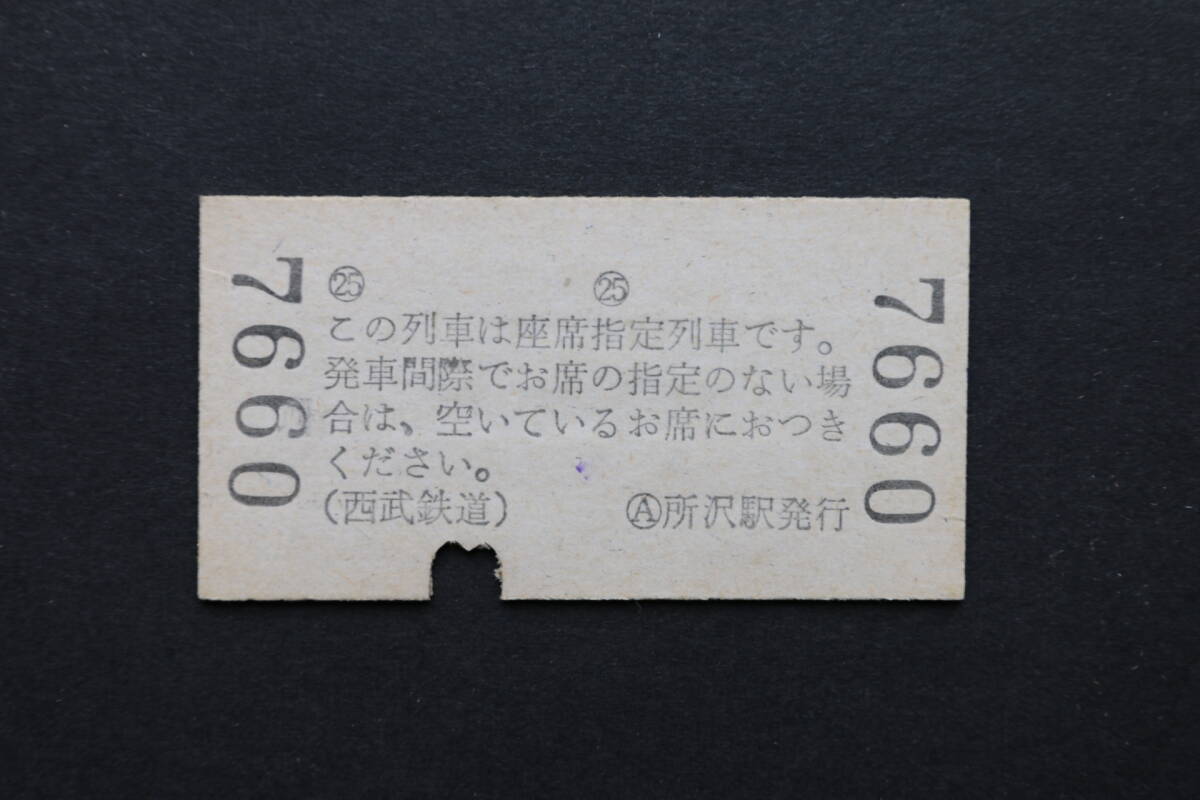 7660
㉕ ㉕
この列車は座席指定列車です。
発車間際でお席の指定のない場
合は、空いているお席におつき
ください。
(西武鉄道) Ⓐ所沢駅発行
7660